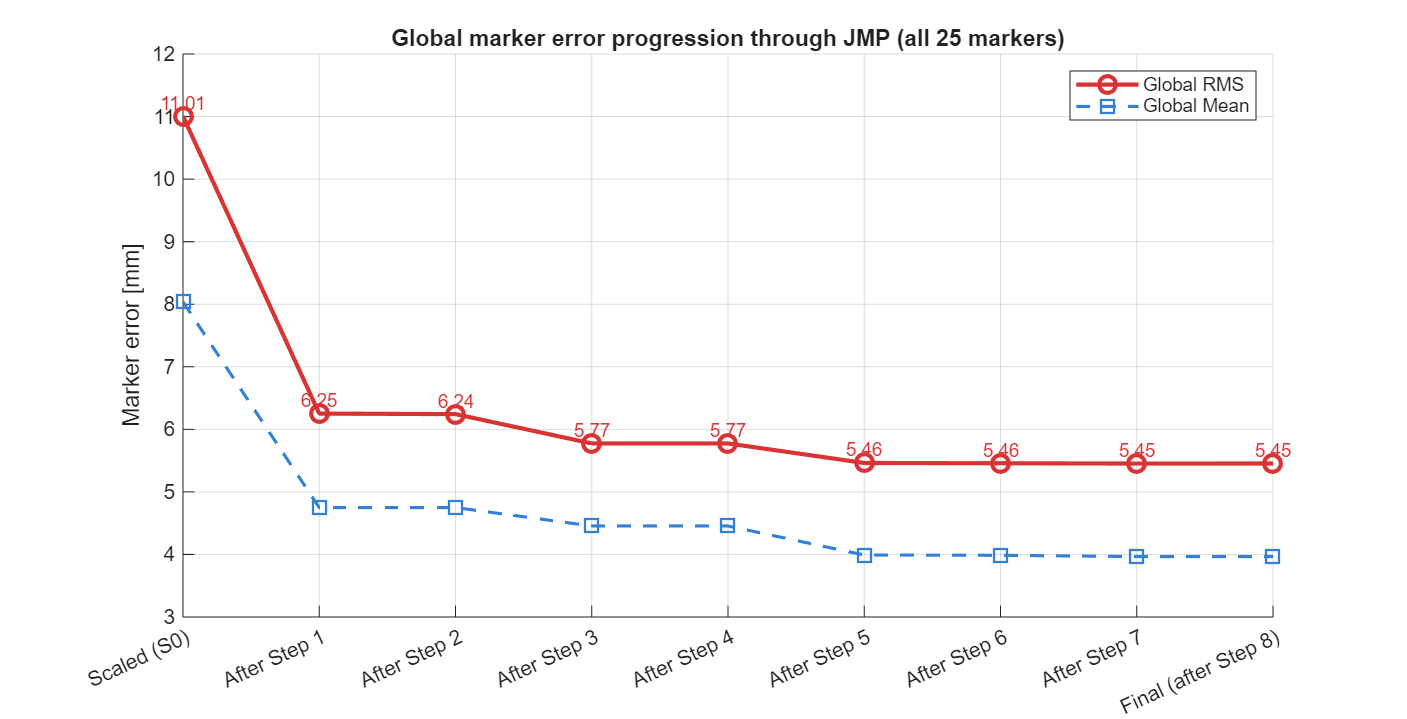 Global marker error progression through JMP (all 25 markers)
Global RMS
Global Mean
Marker error [mm]
12
11
10
9
8
7
6
5
4
3
11.01
6.25
6.24
5.77
5.77
5.46
5.46
5.45
5.45
Scaled (S0)
After Step 1
After Step 2
After Step 3
After Step 4
After Step 5
After Step 6
After Step 7
Final (after Step 8)